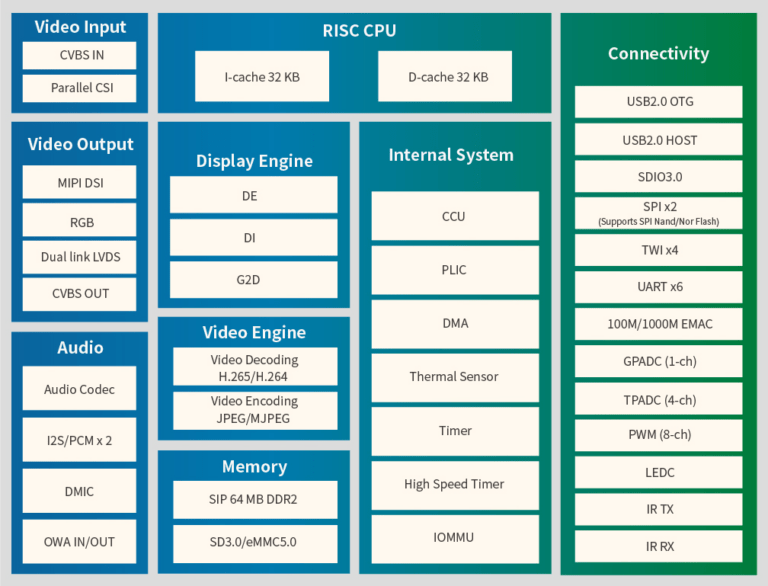 Video Input
CVBS IN
Parallel CSI
RISC CPU
I-cache 32 KB
D-cache 32 KB
Video Output
MIPI DSI
RGB
Dual link LVDS
CVBS OUT
Audio
Audio Codec
I2S/PCM x 2
DMIC
OWA IN/OUT
Display Engine
DE
DI
G2D
Video Engine
Video Decoding
H.265/H.264
Video Encoding
JPEG/MJPEG
Memory
SIP 64 MB DDR2
SD3.0/eMMC5.0
Internal System
CCU
PLIC
DMA
Thermal Sensor
Timer
High Speed Timer
IOMMU
Connectivity
USB2.0 OTG
USB2.0 HOST
SDIO3.0
SPI x2
(Supports SPI Nand/Nor Flash)
TWI x4
UART x6
100M/1000M EMAC
GPADC (1-ch)
TPADC (4-ch)
PWM (8-ch)
LEDC
IR TX
IR RX